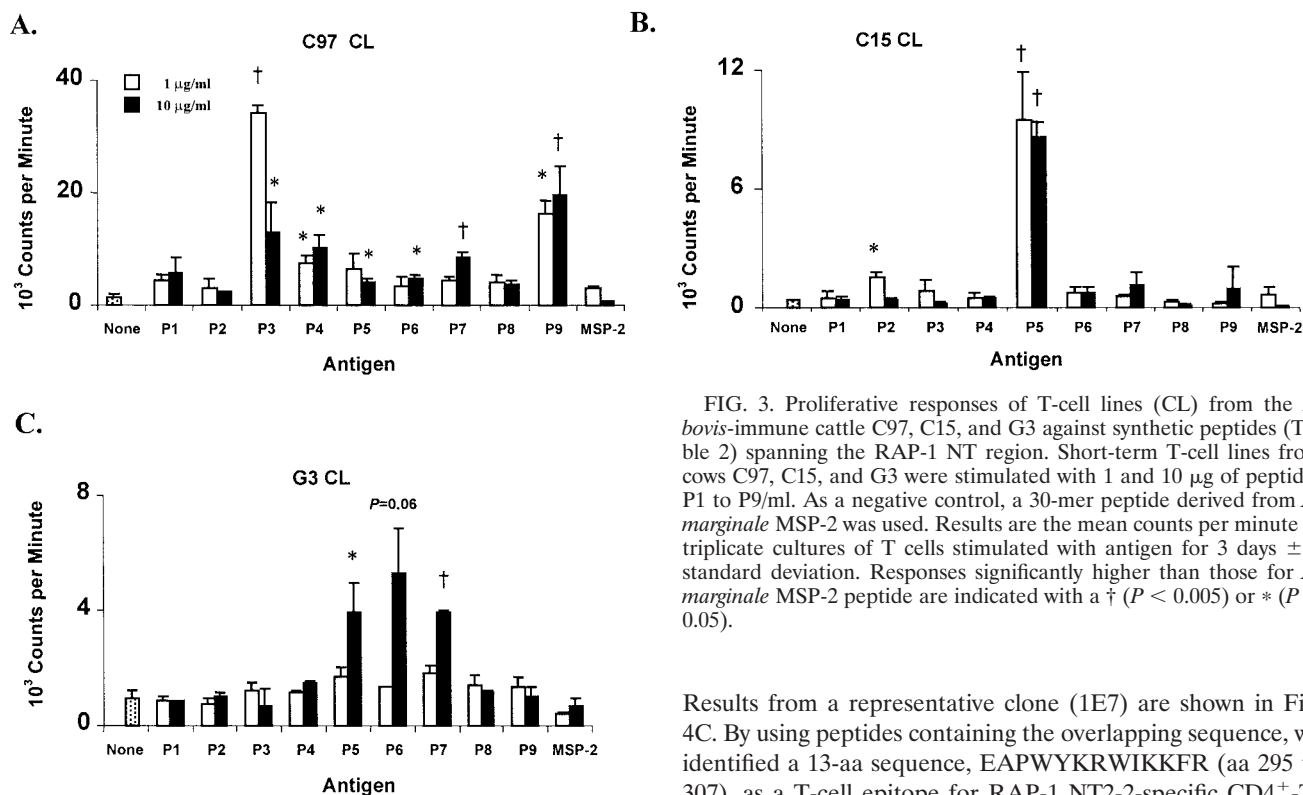 A.
C97 CL
40
20
0
10³ Counts per Minute
1 µg/ml
10 µg/ml
†
*
*
*
*
*
†
*
†
None P1 P2 P3 P4 P5 P6 P7 P8 P9 MSP-2
Antigen
B.
C15 CL
12
6
0
10³ Counts per Minute
*
†
†
None P1 P2 P3 P4 P5 P6 P7 P8 P9 MSP-2
Antigen
C.
G3 CL
8
4
0
10³ Counts per Minute
*
P=0.06
†
None P1 P2 P3 P4 P5 P6 P7 P8 P9 MSP-2
Antigen
FIG. 3. Proliferative responses of T-cell lines (CL) from the
bovis-immune cattle C97, C15, and G3 against synthetic peptides (T
ble 2) spanning the RAP-1 NT region. Short-term T-cell lines fro
cows C97, C15, and G3 were stimulated with 1 and 10 µg of peptid
P1 to P9/ml. As a negative control, a 30-mer peptide derived from
marginale MSP-2 was used. Results are the mean counts per minute
triplicate cultures of T cells stimulated with antigen for 3 days ±
standard deviation. Responses significantly higher than those for
marginale MSP-2 peptide are indicated with a † (P < 0.005) or * (P
0.05).
Results from a representative clone (1E7) are shown in Fi
4C. By using peptides containing the overlapping sequence, w
identified a 13-aa sequence, EAPWYKRWIKKFR (aa 295
307), as a T-cell epitope for RAP-1 NT2-2-specific CD4⁺-T